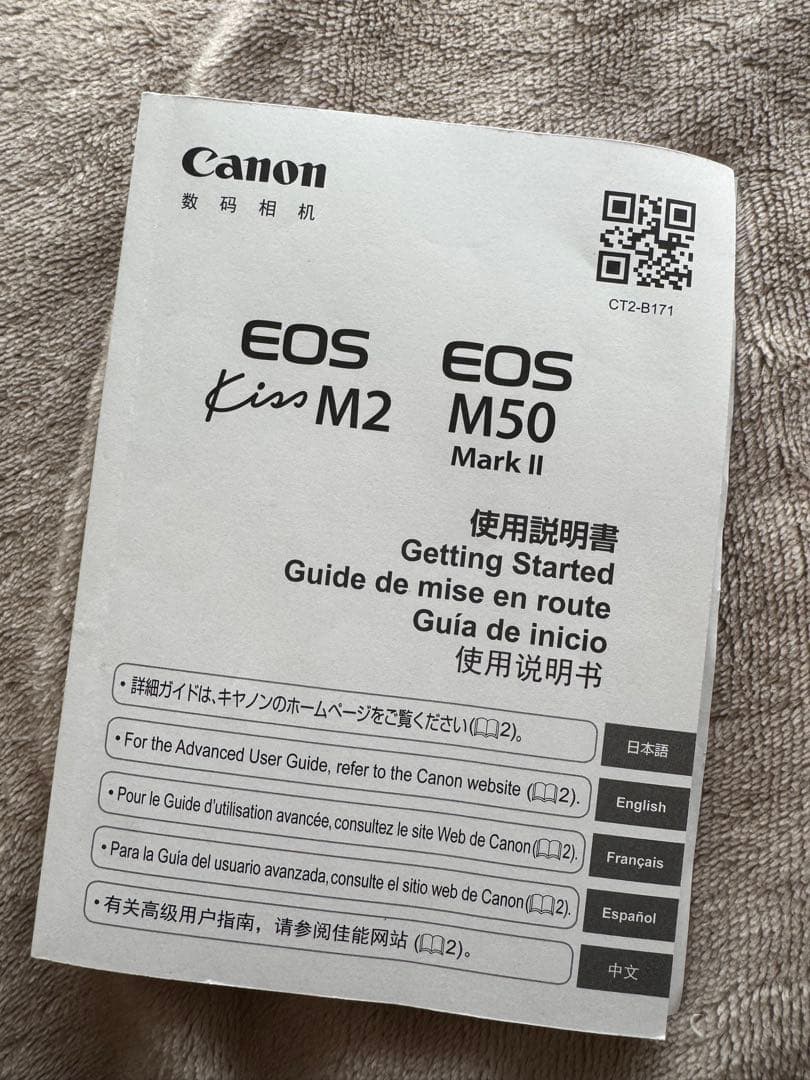 Canon
数码相机
CT2-B171
EOS
Kiss M2
EOS
M50
Mark II
使用説明書
Getting Started
Guide de mise en route
Guía de inicio
使用说明书
• 詳細ガイドは、キヤノンのホームページをご覧ください(2)。
日本語
• For the Advanced User Guide, refer to the Canon website (2).
English
• Pour le Guide d'utilisation avancée, consultez le site Web de Canon(2).
Français
• Para la Guía del usuario avanzada, consulte el sitio web de Canon(2).
Español
• 有关高级用户指南，请参阅佳能网站 (2)。
中文